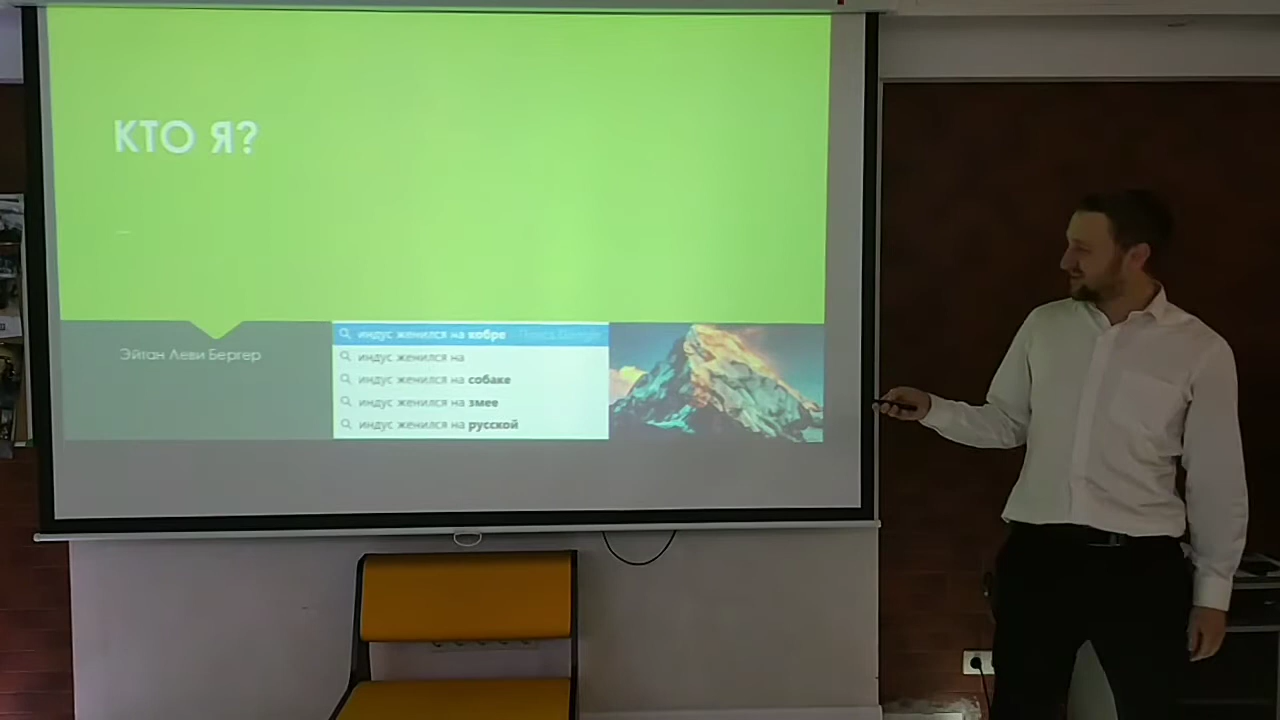 КТО Я?
Эйтан Леви Бергер
индус женился на кобре
индус женился на
индус женился на собаке
индус женился на змее
индус женился на русской